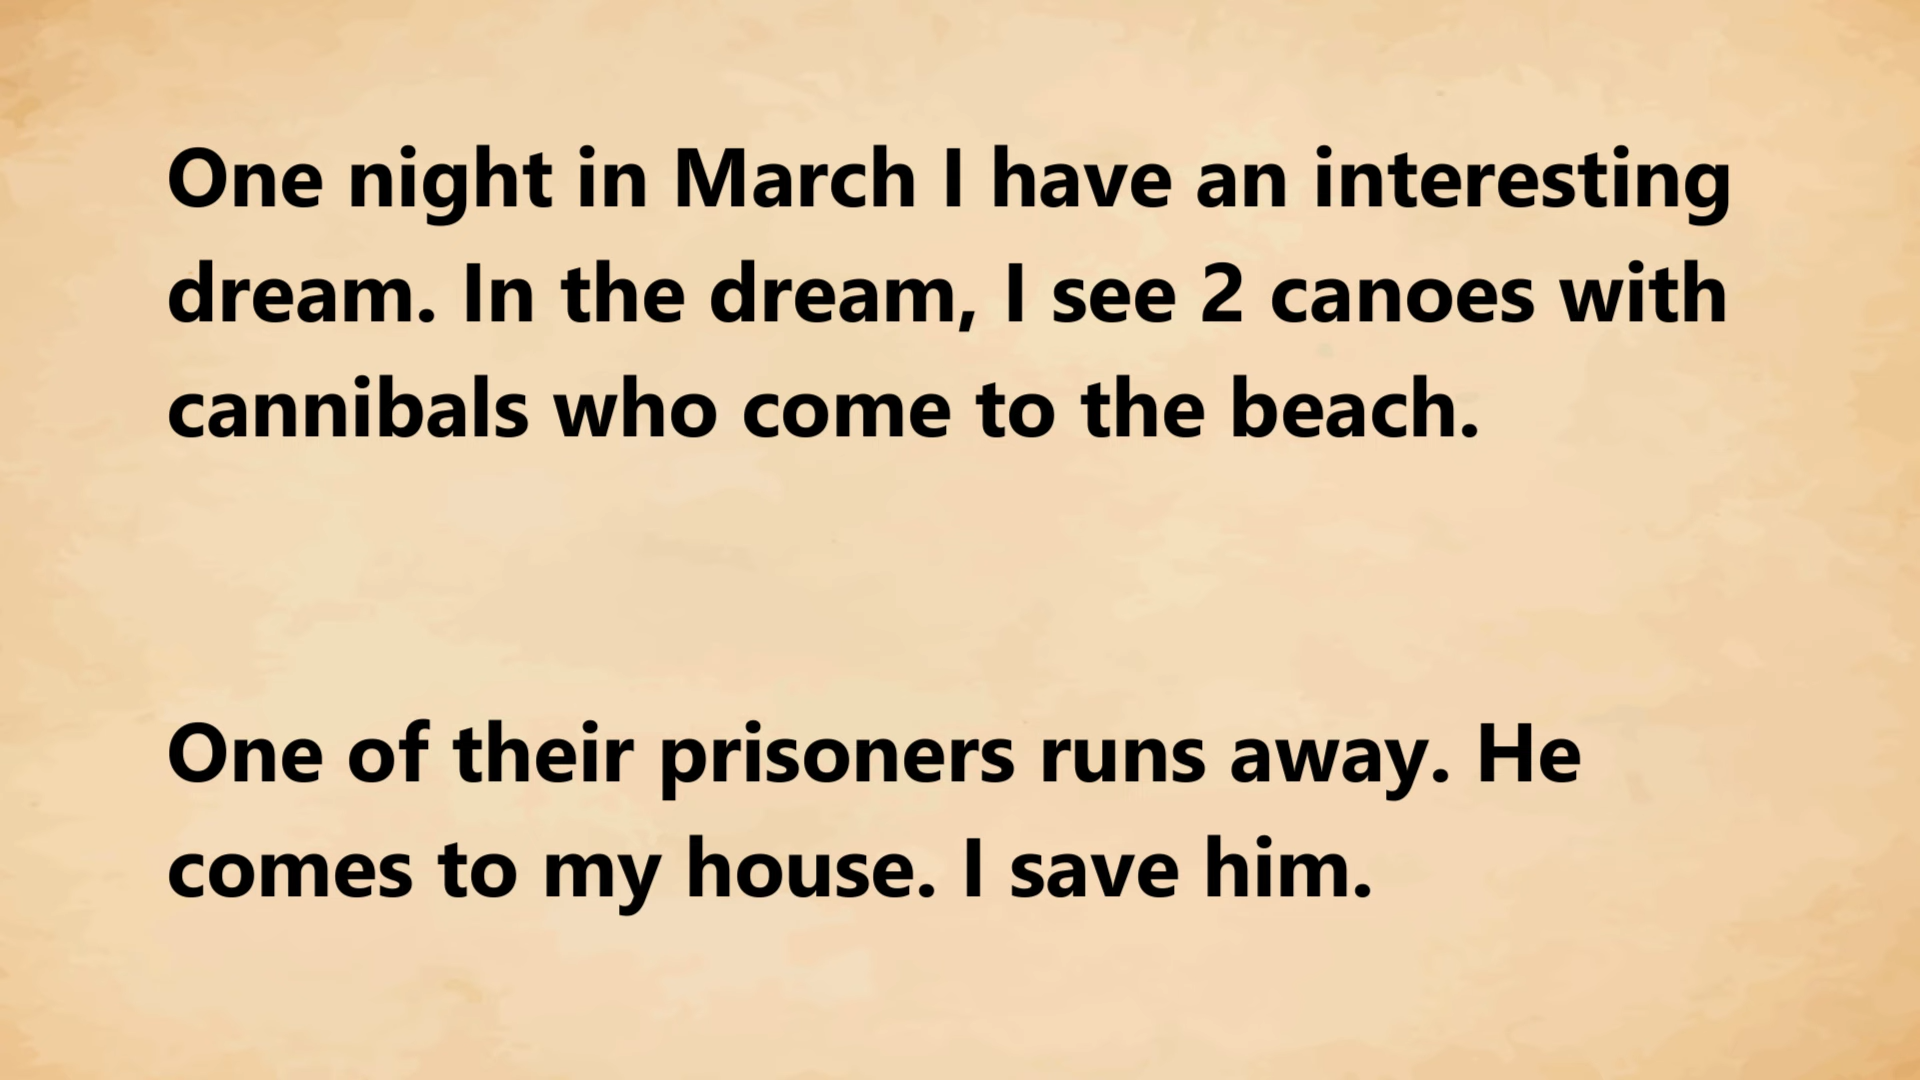 One night in March I have an interesting
dream. In the dream, I see 2 canoes with
cannibals who come to the beach.
One of their prisoners runs away. He
comes to my house. I save him.